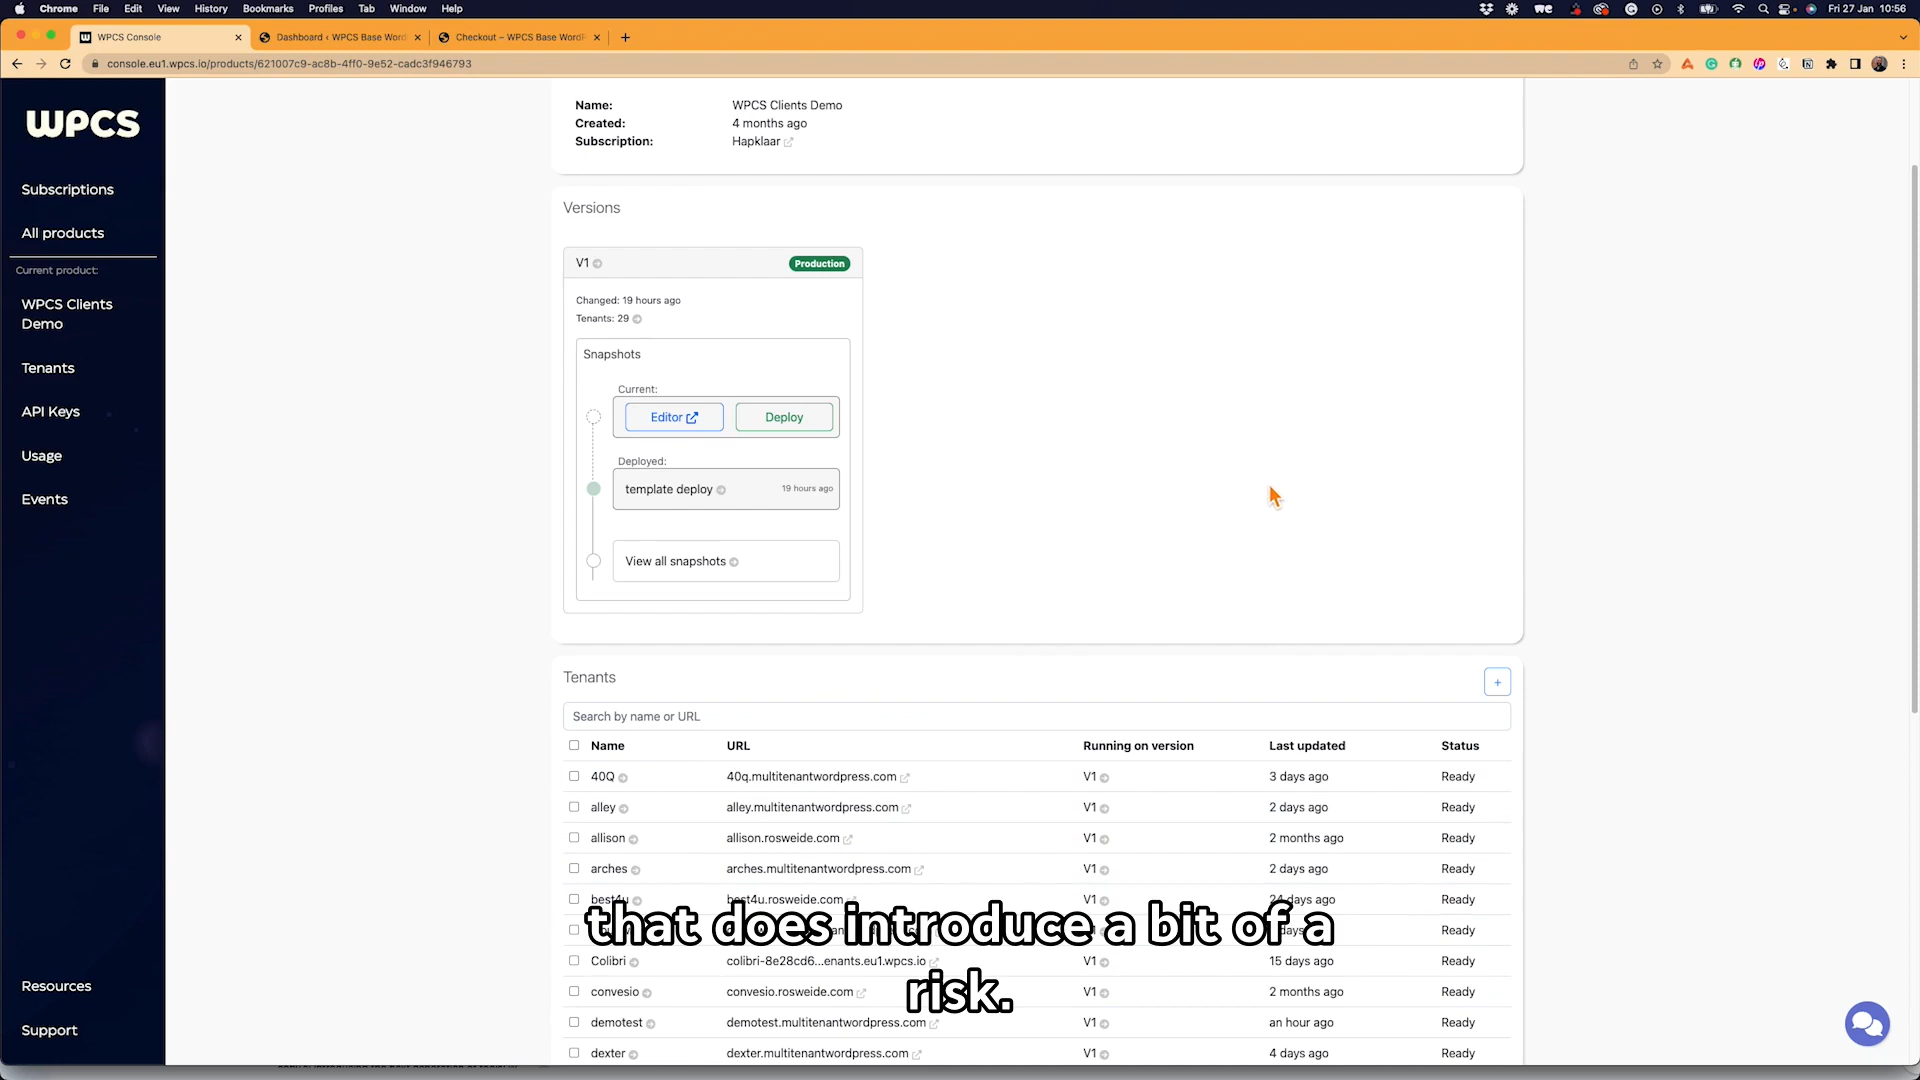 Chrome File Edit View History Bookmarks Profiles Tab Window Help
Fri 27 Jan 10:56
WPCS Console
Dashboard ‹ WPCS Base Word
Checkout – WPCS Base WordP
console.eu1.wpcs.io/products/621007c9-ac8b-4ff0-9e52-cadc3f946793
WPCS
Subscriptions
All products
Current product:
WPCS Clients
Demo
Tenants
API Keys
Usage
Events
Resources
Support
Name: WPCS Clients Demo
Created: 4 months ago
Subscription: Hapklaar
Versions
V1 Production
Changed: 19 hours ago
Tenants: 29
Snapshots
Current:
Editor Deploy
Deployed:
template deploy 19 hours ago
View all snapshots
Tenants
+
Search by name or URL
Name URL Running on version Last updated Status
40Q 40q.multitenantwordpress.com V1 3 days ago Ready
alley alley.multitenantwordpress.com V1 2 days ago Ready
allison allison.rosweide.com V1 2 months ago Ready
arches arches.multitenantwordpress.com V1 2 days ago Ready
best4u best4u.rosweide.com V1 24 days ago Ready
V1 days Ready
Colibri colibri-8e28cd6...enants.eu1.wpcs.io V1 15 days ago Ready
convesio convesio.rosweide.com V1 2 months ago Ready
demotest demotest.multitenantwordpress.com V1 an hour ago Ready
dexter dexter.multitenantwordpress.com V1 4 days ago Ready
that does introduce a bit of a
risk.